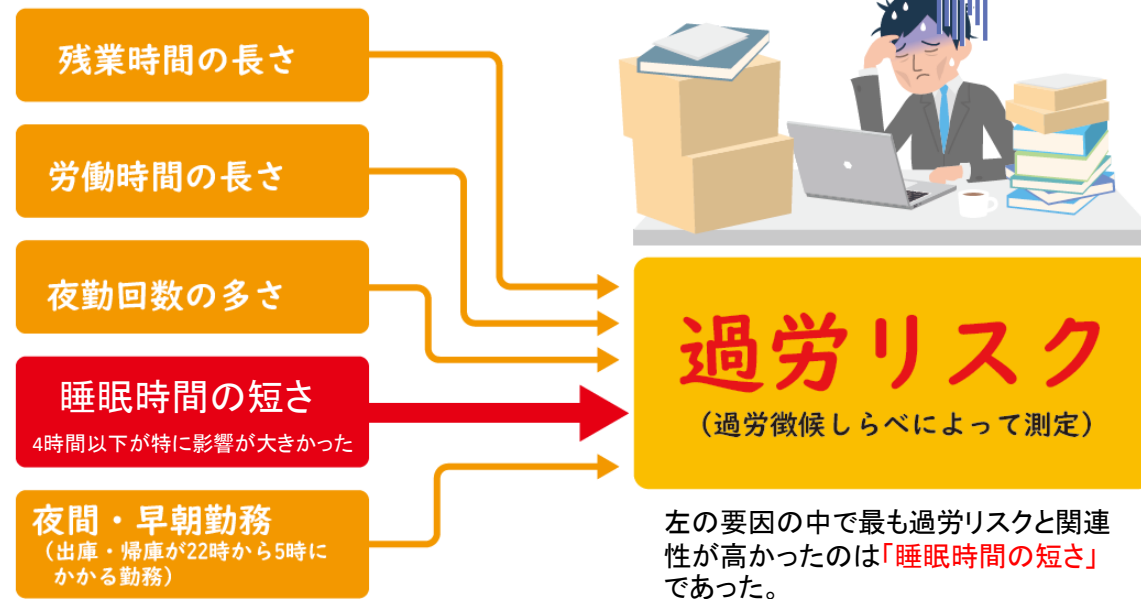 残業時間の長さ
労働時間の長さ
夜勤回数の多さ
睡眠時間の短さ
4時間以下が特に影響が大きかった
夜間・早朝勤務
（出庫・帰庫が22時から5時に
かかる勤務）
過労リスク
（過労徴候しらべによって測定）
左の要因の中で最も過労リスクと関連
性が高かったのは「睡眠時間の短さ」
であった。